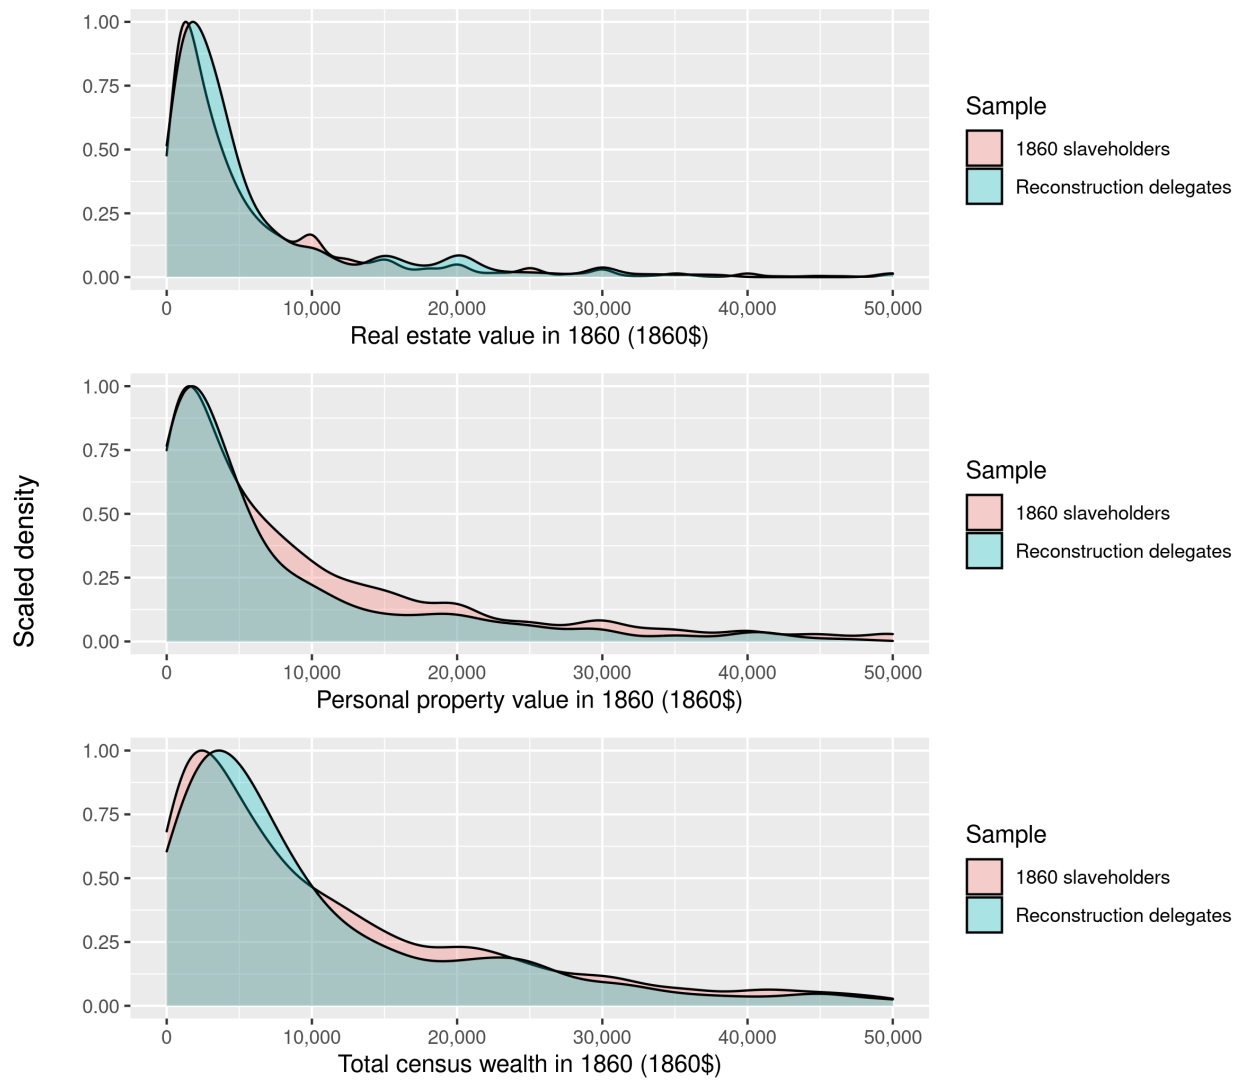 1.00
0.75
0.50
0.25
0.00
0 10,000 20,000 30,000 40,000 50,000
Real estate value in 1860 (1860$)
Sample
1860 slaveholders
Reconstruction delegates
Scaled density
1.00
0.75
0.50
0.25
0.00
0 10,000 20,000 30,000 40,000 50,000
Personal property value in 1860 (1860$)
Sample
1860 slaveholders
Reconstruction delegates
1.00
0.75
0.50
0.25
0.00
0 10,000 20,000 30,000 40,000 50,000
Total census wealth in 1860 (1860$)
Sample
1860 slaveholders
Reconstruction delegates